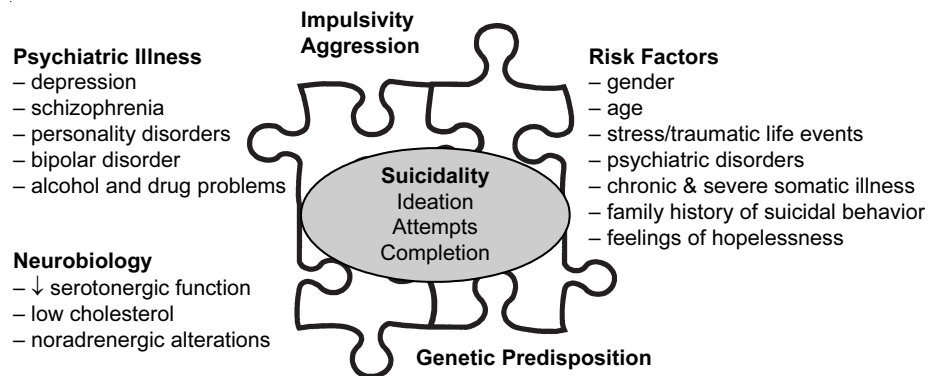 Impulsivity
Aggression
Psychiatric Illness
– depression
– schizophrenia
– personality disorders
– bipolar disorder
– alcohol and drug problems
Risk Factors
– gender
– age
– stress/traumatic life events
– psychiatric disorders
– chronic & severe somatic illness
– family history of suicidal behavior
– feelings of hopelessness
Suicidality
Ideation
Attempts
Completion
Neurobiology
– ↓ serotonergic function
– low cholesterol
– noradrenergic alterations
Genetic Predisposition